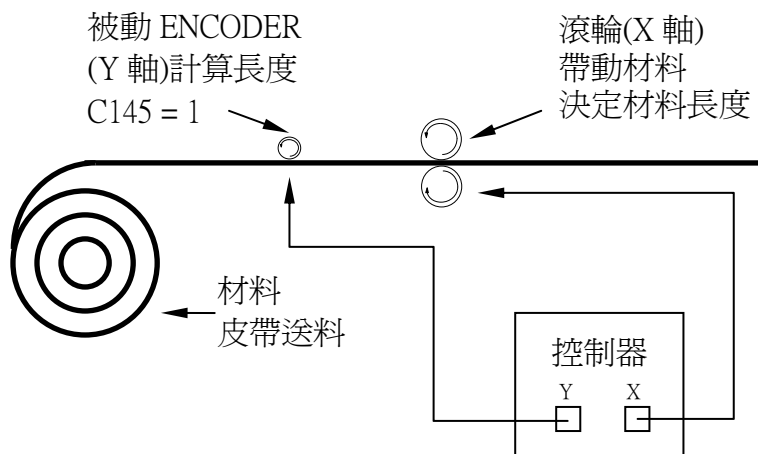 被動 ENCODER
(Y 軸)計算長度
C145 = 1
滾輪(X 軸)
帶動材料
決定材料長度
材料
皮帶送料
控制器
Y
X